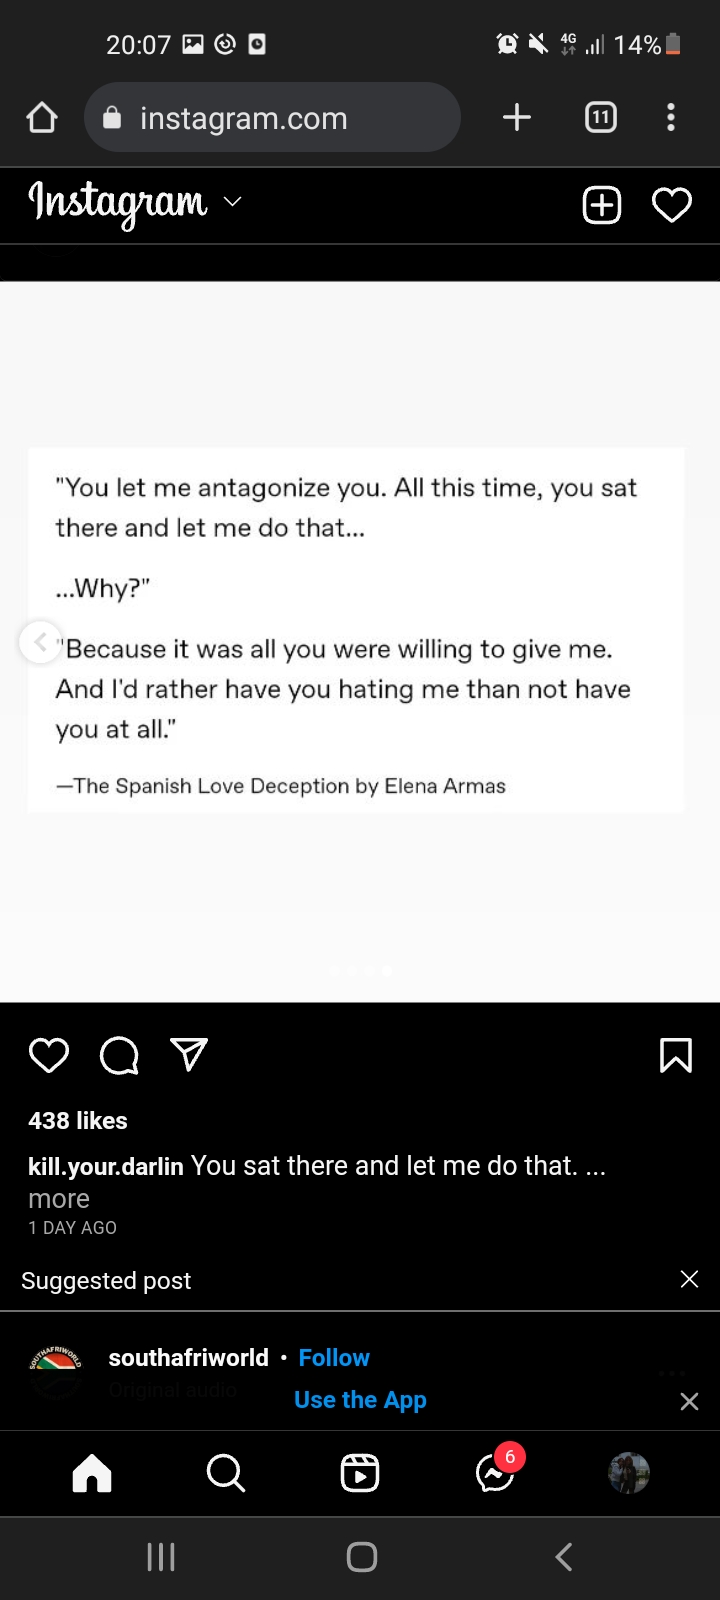 20:07
4G
14%
instagram.com
11
Instagram
"You let me antagonize you. All this time, you sat
there and let me do that...
...Why?"
"Because it was all you were willing to give me.
And I'd rather have you hating me than not have
you at all."
—The Spanish Love Deception by Elena Armas
438 likes
kill.your.darlin You sat there and let me do that. ...
more
1 DAY AGO
Suggested post
SOUTHAFRIWORLD
southafriworld • Follow
Original audio
Use the App
6